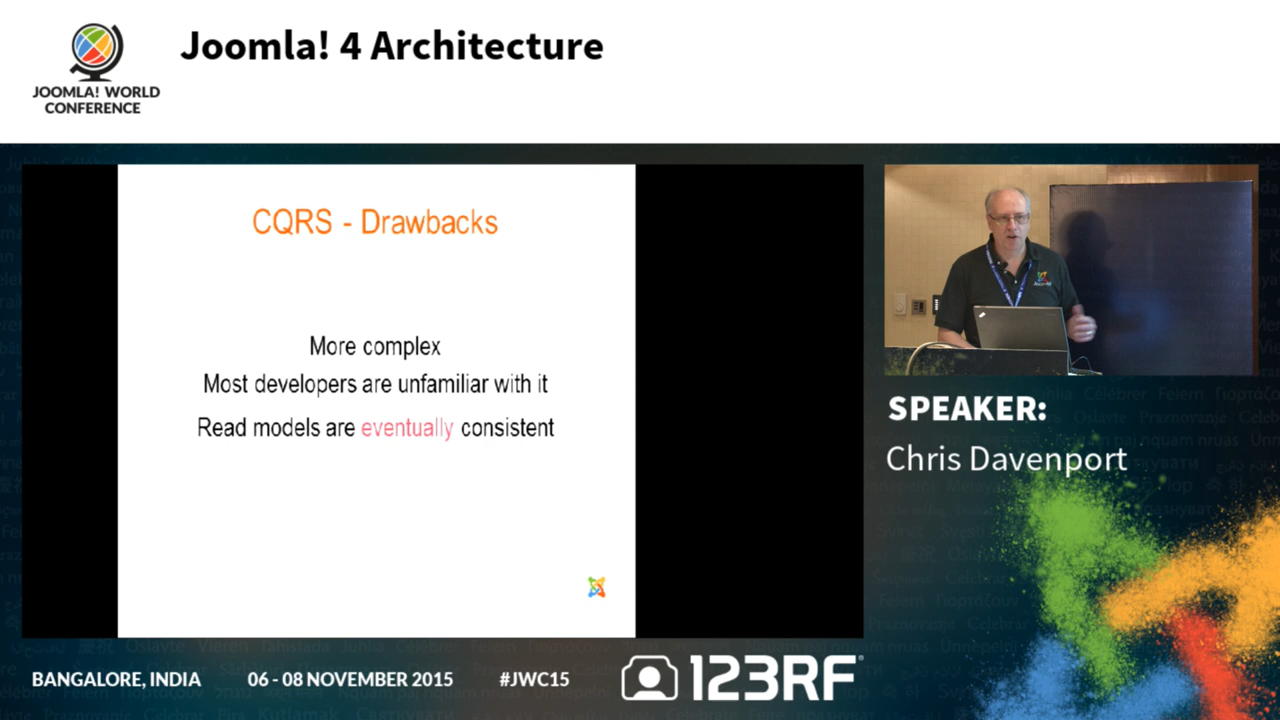 Joomla! 4 Architecture
JOOMLA! WORLD
CONFERENCE
CQRS - Drawbacks
More complex
Most developers are unfamiliar with it
Read models are eventually consistent
SPEAKER:
Chris Davenport
BANGALORE, INDIA
06 - 08 NOVEMBER 2015
#JWC15
123RF